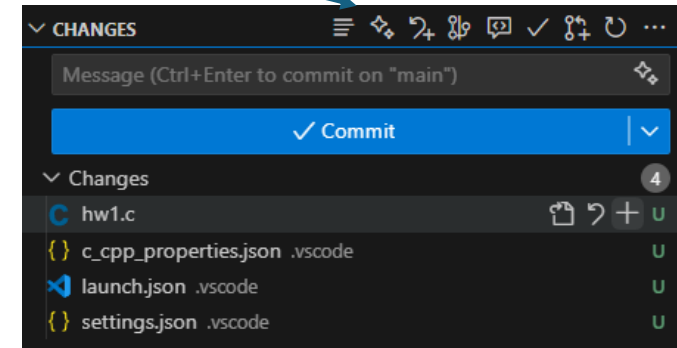 CHANGES
Message (Ctrl+Enter to commit on "main")
Commit
Changes 4
C hw1.c U
{ } c_cpp_properties.json .vscode U
launch.json .vscode U
{ } settings.json .vscode U